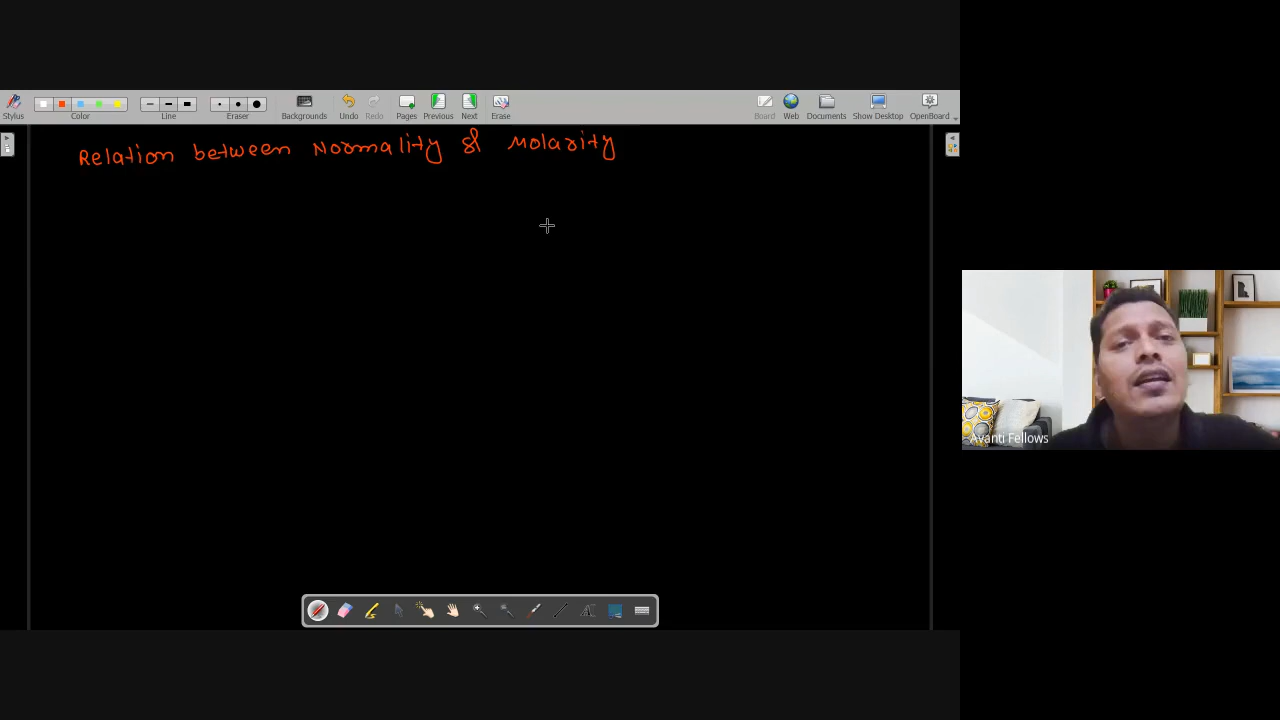 Stylus
Color
Line
Eraser
Backgrounds
Undo
Redo
Pages
Previous
Next
Erase
Board
Web
Documents
Show Desktop
OpenBoard
Relation between Normality & Molarity
Avanti Fellows